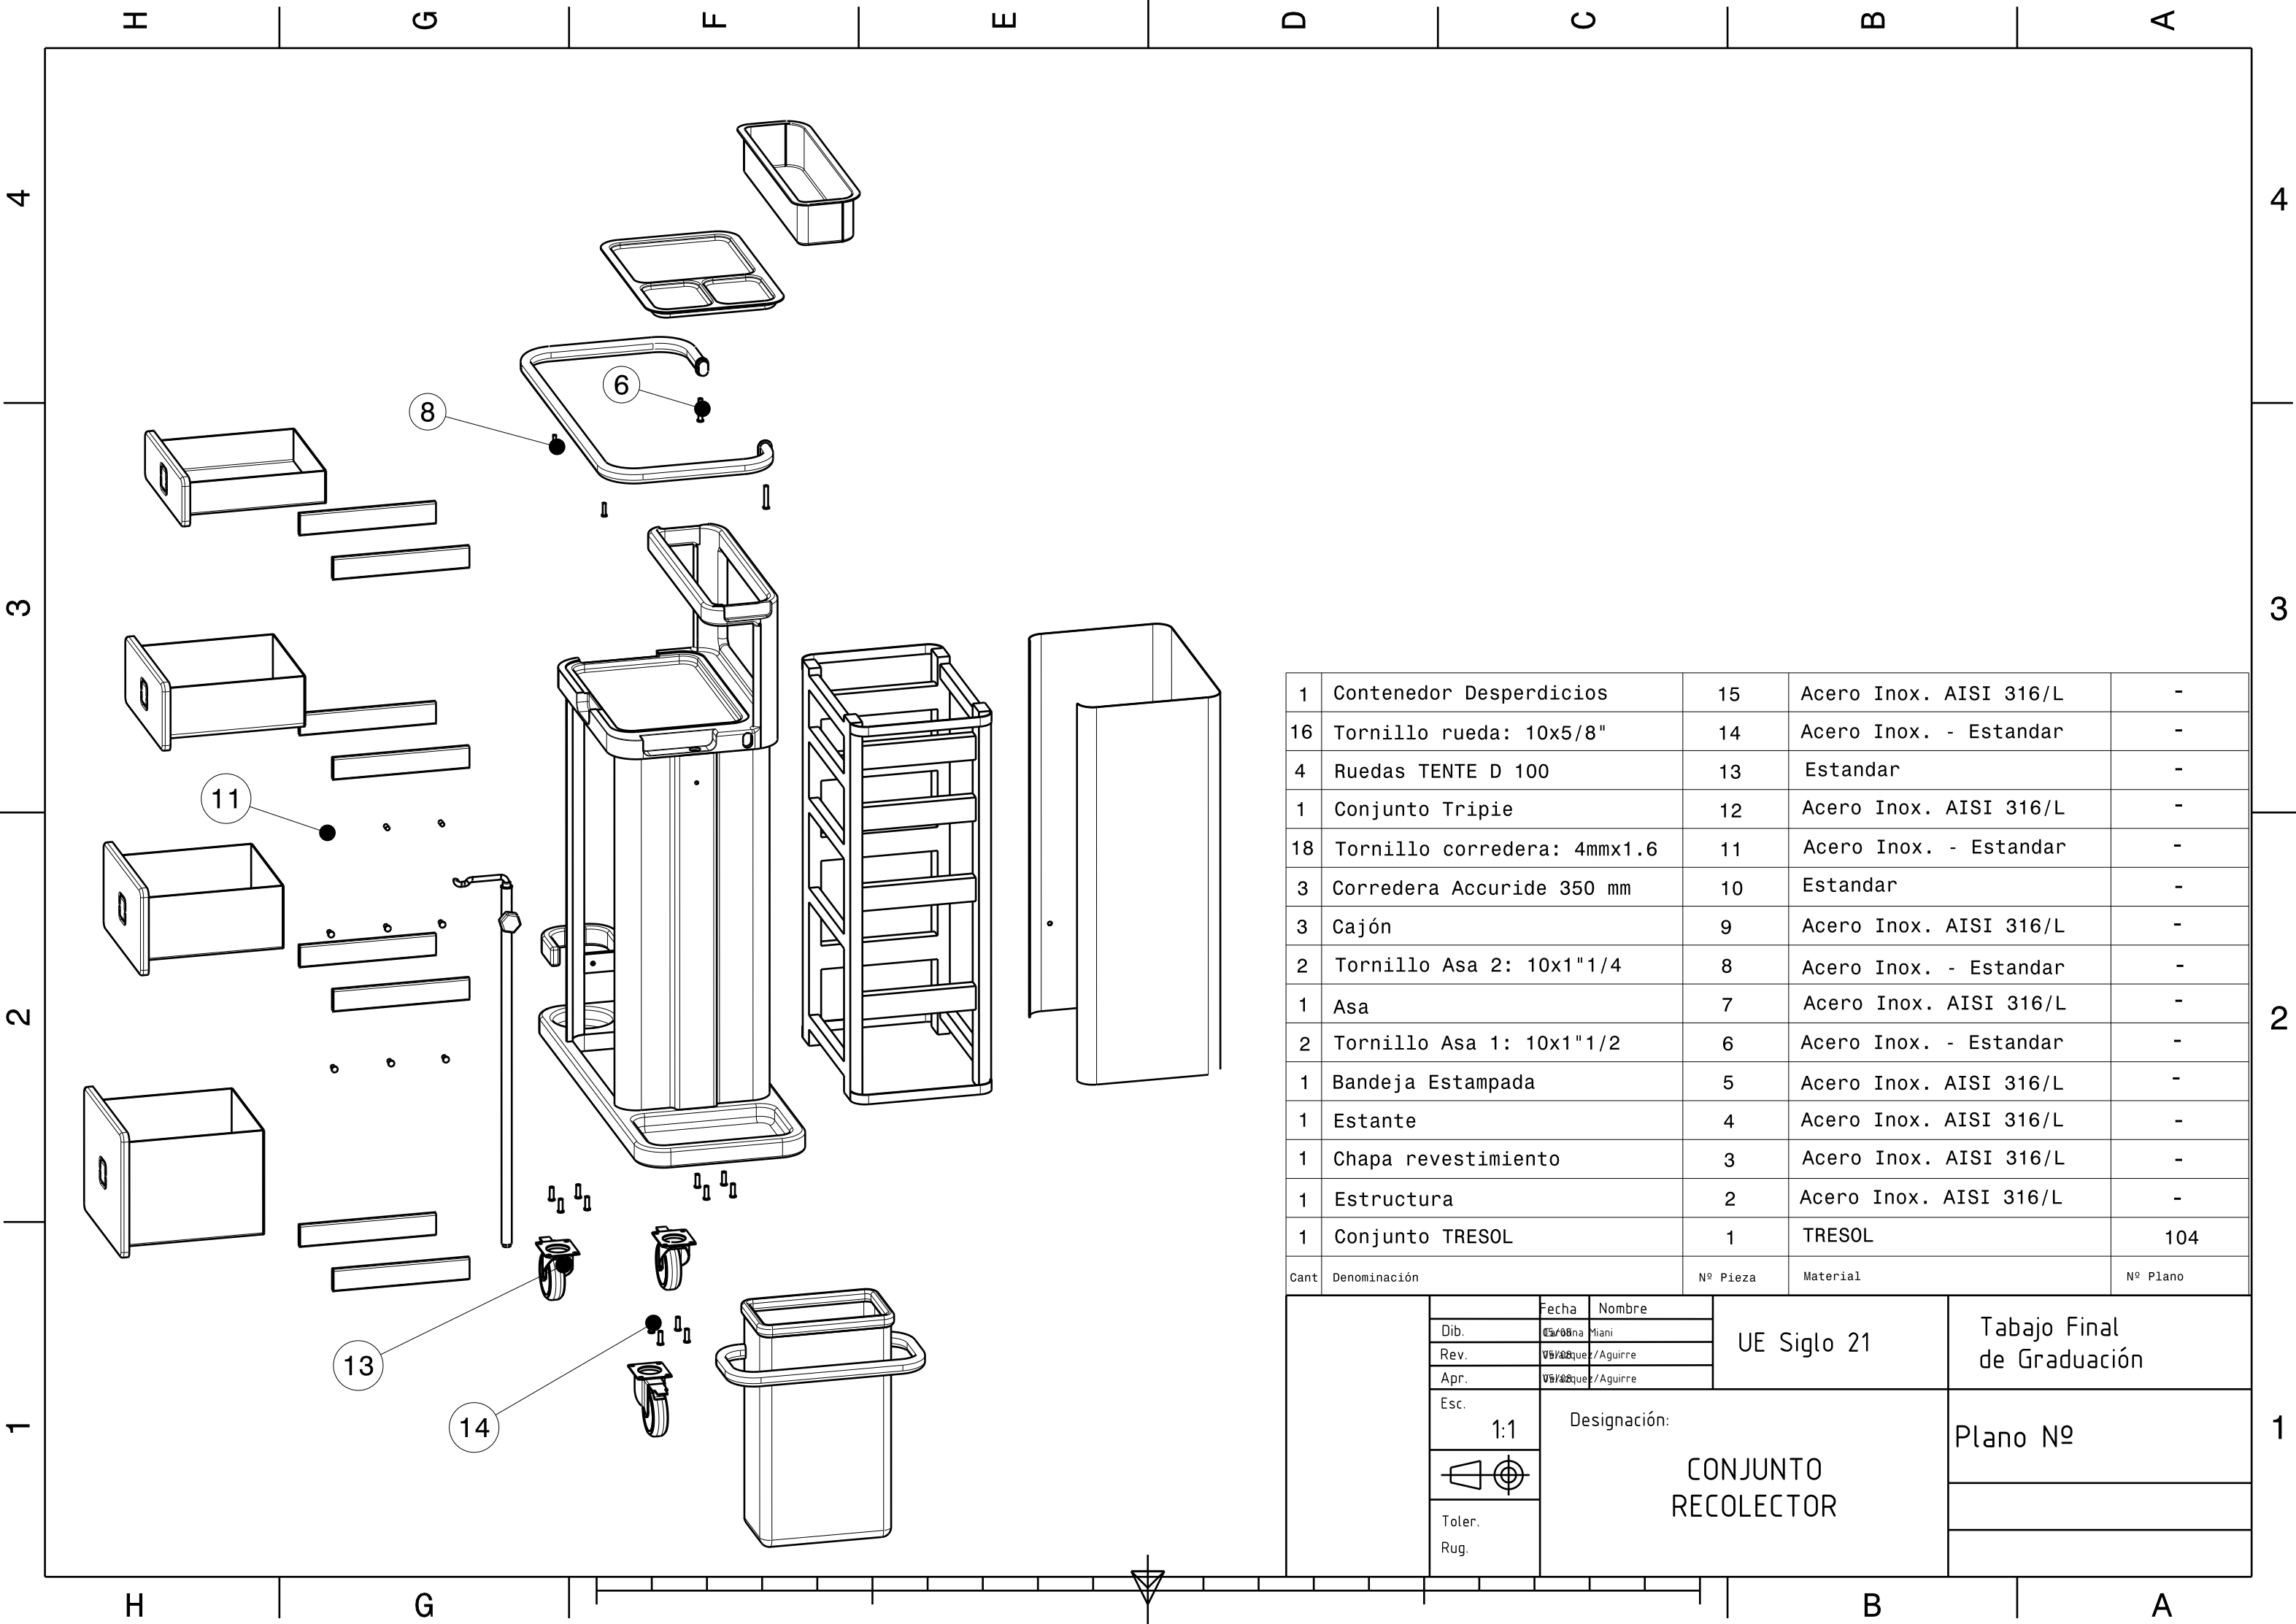 H G F E D C B A
4 4
6
8
3 3
11
1 Contenedor Desperdicios 15 Acero Inox. AISI 316/L -
16 Tornillo rueda: 10x5/8" 14 Acero Inox. - Estandar -
4 Ruedas TENTE D 100 13 Estandar -
1 Conjunto Tripie 12 Acero Inox. AISI 316/L -
18 Tornillo corredera: 4mmx1.6 11 Acero Inox. - Estandar -
3 Corredera Accuride 350 mm 10 Estandar -
3 Cajón 9 Acero Inox. AISI 316/L -
2 Tornillo Asa 2: 10x1"1/4 8 Acero Inox. - Estandar -
1 Asa 7 Acero Inox. AISI 316/L -
2 Tornillo Asa 1: 10x1"1/2 6 Acero Inox. - Estandar -
1 Bandeja Estampada 5 Acero Inox. AISI 316/L -
1 Estante 4 Acero Inox. AISI 316/L -
1 Chapa revestimiento 3 Acero Inox. AISI 316/L -
1 Estructura 2 Acero Inox. AISI 316/L -
1 Conjunto TRESOL 1 TRESOL 104
Cant Denominación Nº Pieza Material Nº Plano
2 2
13
14
Fecha Nombre
Dib. Miani
Rev. /Aguirre
Apr. /Aguirre
UE Siglo 21
Tabajo Final
de Graduación
Esc.
1:1
Designación:
CONJUNTO
RECOLECTOR
Plano Nº
Toler.
Rug.
1 1
H G B A